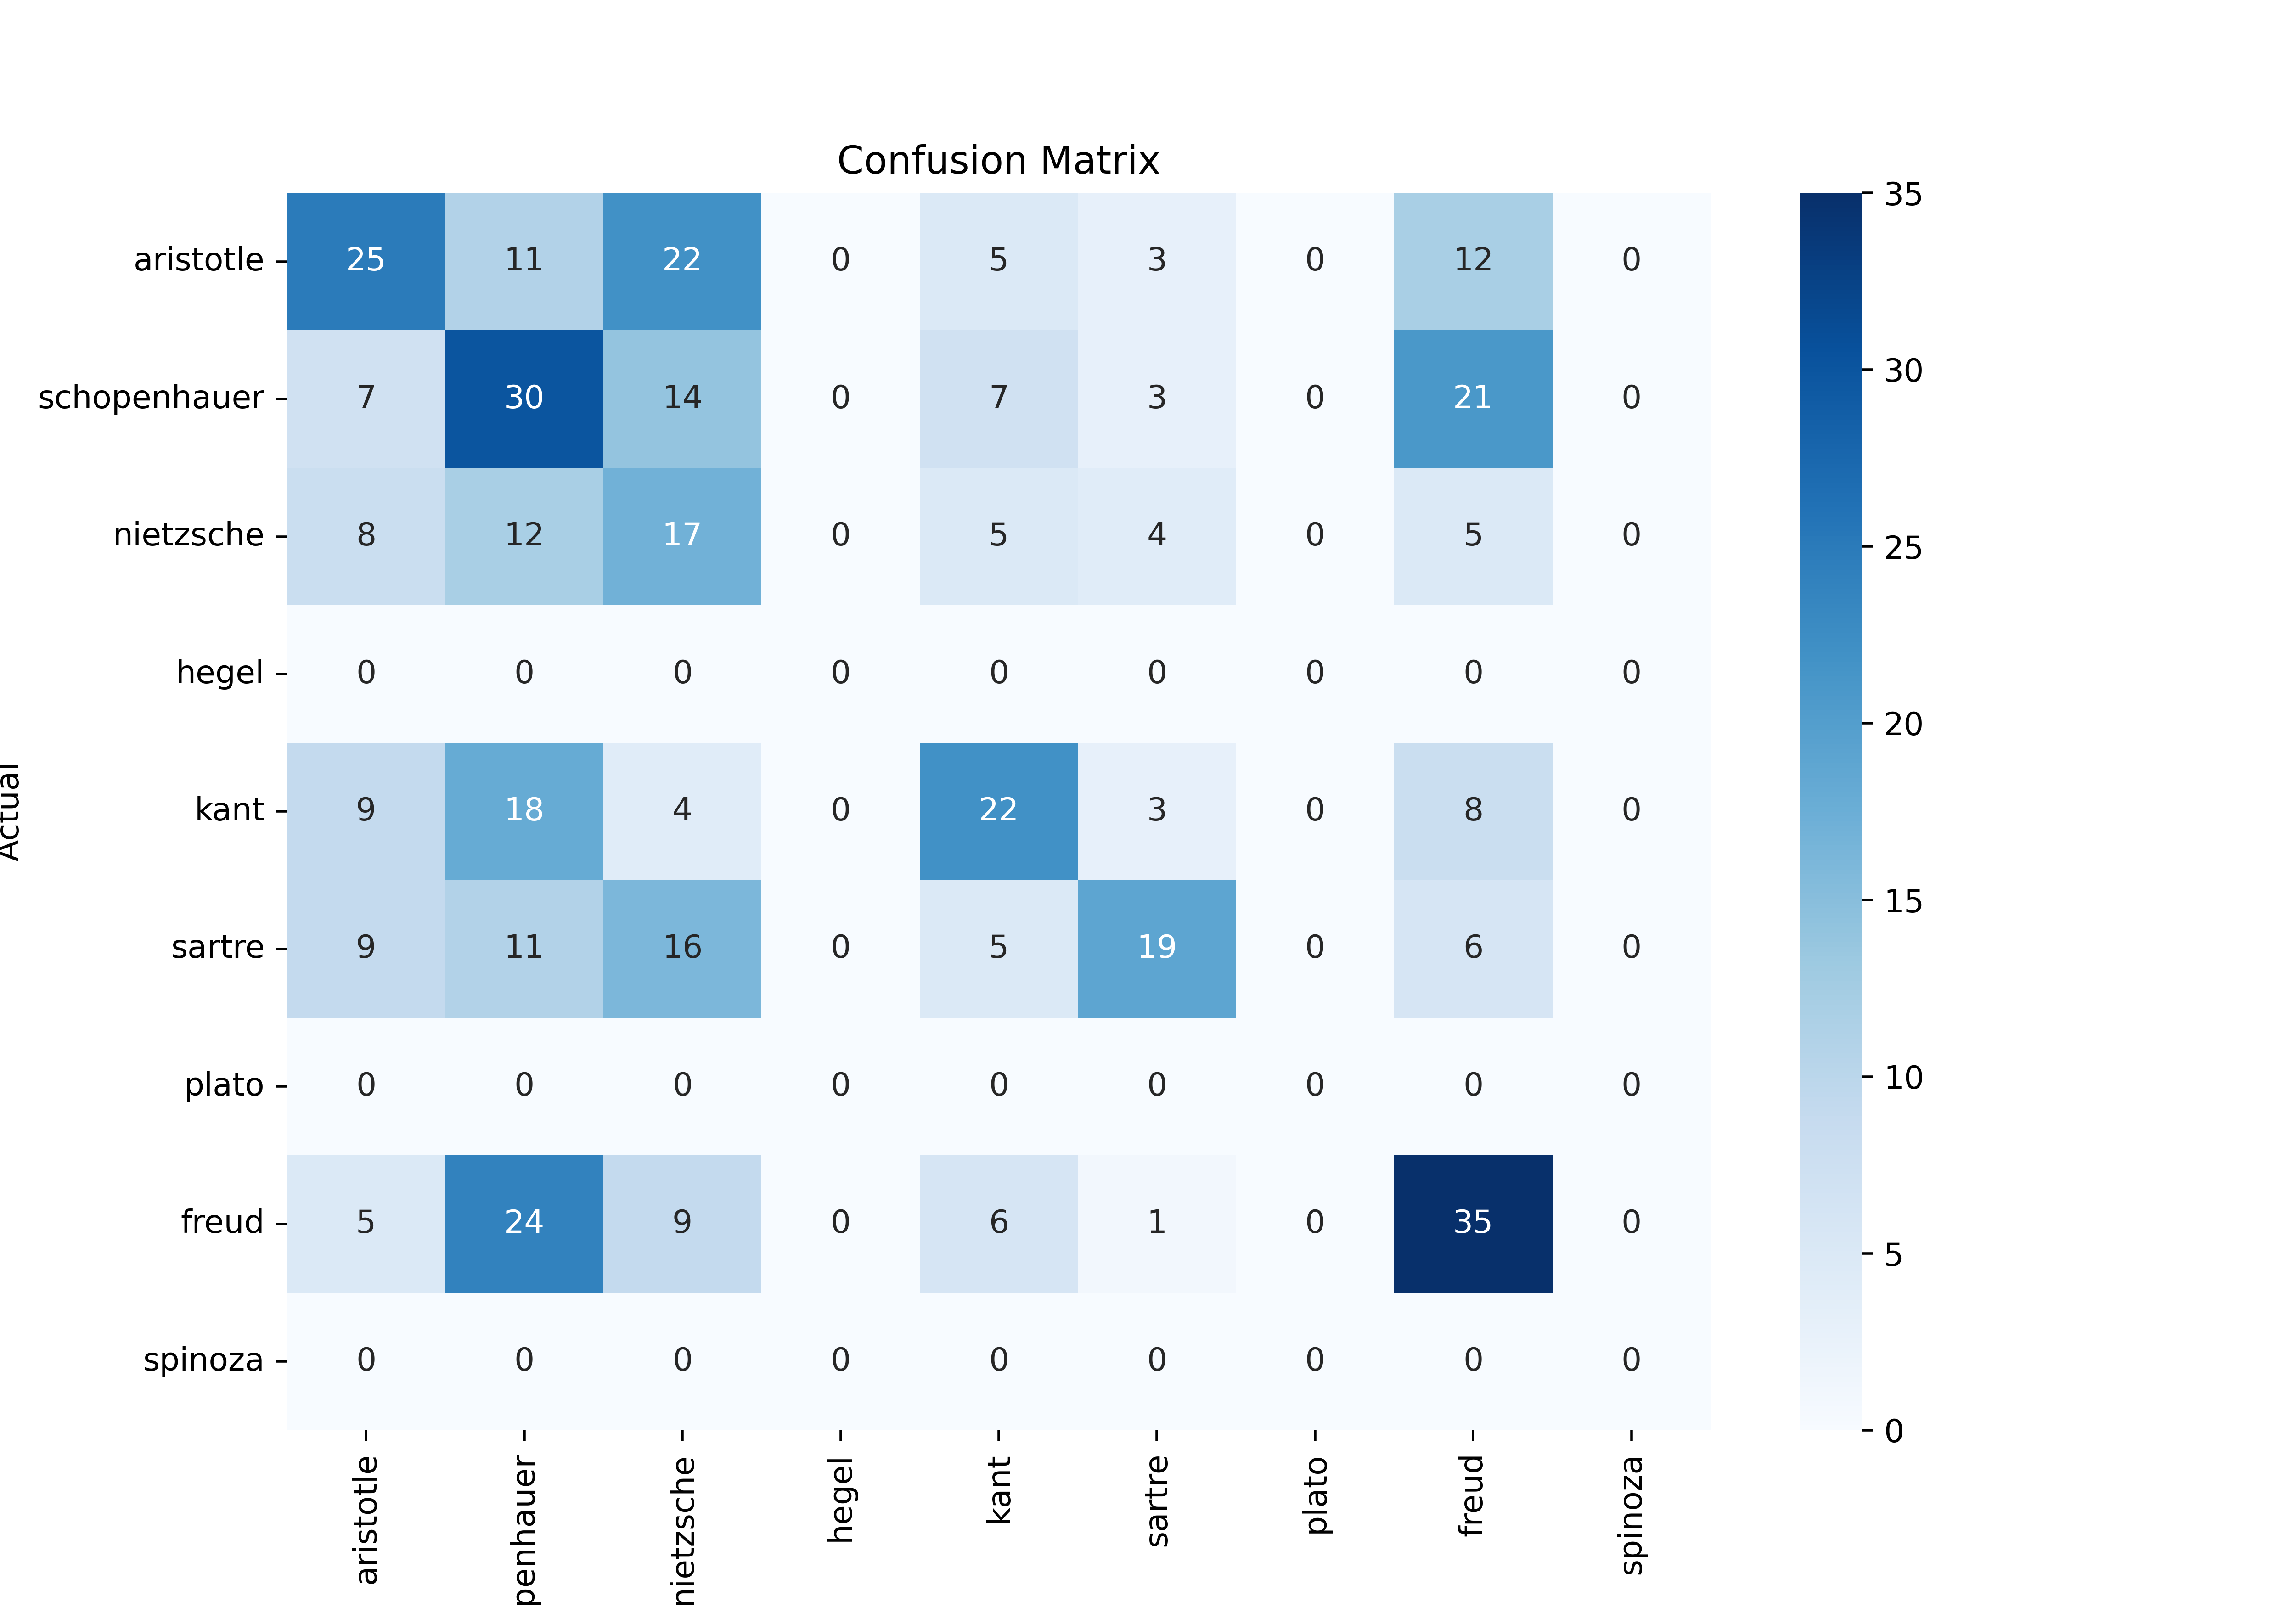 Confusion Matrix
aristotle 25 11 22 0 5 3 0 12 0
schopenhauer 7 30 14 0 7 3 0 21 0
nietzsche 8 12 17 0 5 4 0 5 0
hegel 0 0 0 0 0 0 0 0 0
kant 9 18 4 0 22 3 0 8 0
sartre 9 11 16 0 5 19 0 6 0
plato 0 0 0 0 0 0 0 0 0
freud 5 24 9 0 6 1 0 35 0
spinoza 0 0 0 0 0 0 0 0 0
Actual
aristotle penhauer nietzsche hegel kant sartre plato freud spinoza
35
30
25
20
15
10
5
0